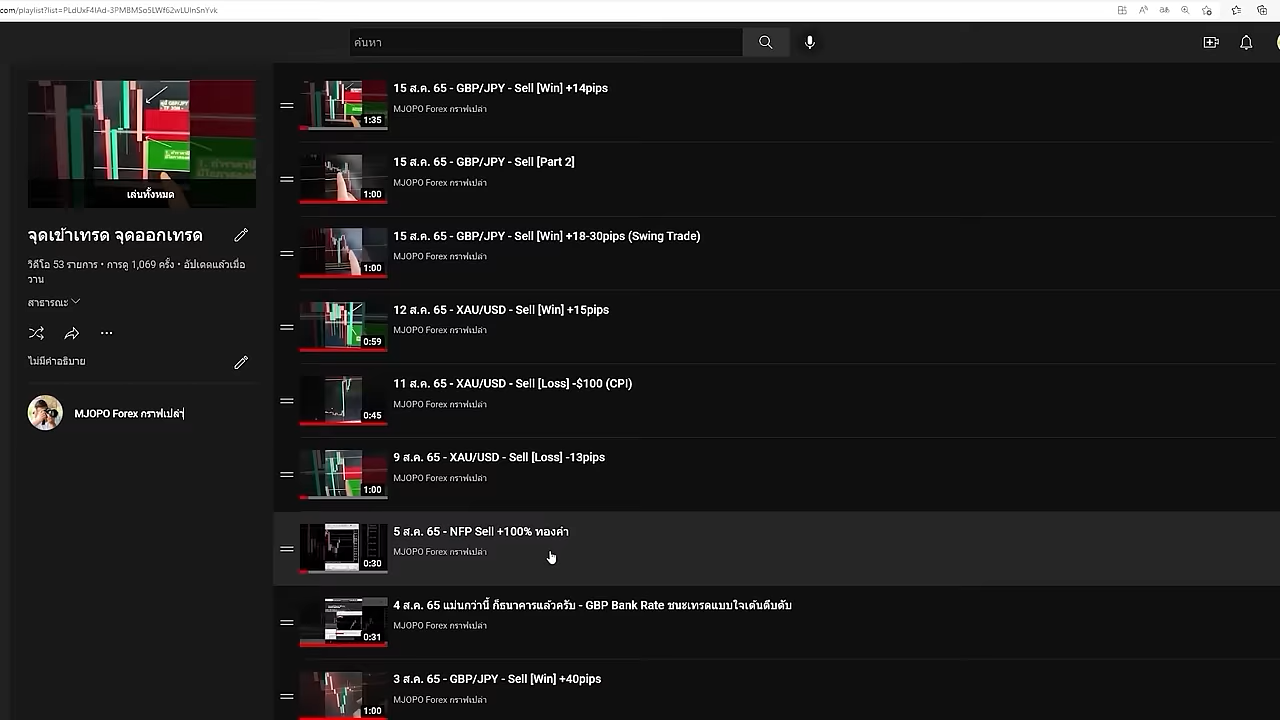 ค้นหา
เล่นทั้งหมด
จุดเข้าเทรด จุดออกเทรด
วิดีโอ 53 รายการ • การดู 1,069 ครั้ง • อัปเดตแล้วเมื่อ
วาน
สาธารณะ
ไม่มีคำอธิบาย
MJOPO Forex กราฟเปล่า
15 ส.ค. 65 - GBP/JPY - Sell [Win] +14pips
MJOPO Forex กราฟเปล่า
1:35
15 ส.ค. 65 - GBP/JPY - Sell [Part 2]
MJOPO Forex กราฟเปล่า
1:00
15 ส.ค. 65 - GBP/JPY - Sell [Win] +18-30pips (Swing Trade)
MJOPO Forex กราฟเปล่า
1:00
12 ส.ค. 65 - XAU/USD - Sell [Win] +15pips
MJOPO Forex กราฟเปล่า
0:59
11 ส.ค. 65 - XAU/USD - Sell [Loss] -$100 (CPI)
MJOPO Forex กราฟเปล่า
0:45
9 ส.ค. 65 - XAU/USD - Sell [Loss] -13pips
MJOPO Forex กราฟเปล่า
1:00
5 ส.ค. 65 - NFP Sell +100% ทองคำ
MJOPO Forex กราฟเปล่า
0:30
4 ส.ค. 65 แม่นกว่านี้ ก็ธนาคารแล้วครับ - GBP Bank Rate ชนะเทรดแบบใจเต้นตึบตับ
MJOPO Forex กราฟเปล่า
0:31
3 ส.ค. 65 - GBP/JPY - Sell [Win] +40pips
MJOPO Forex กราฟเปล่า
1:00